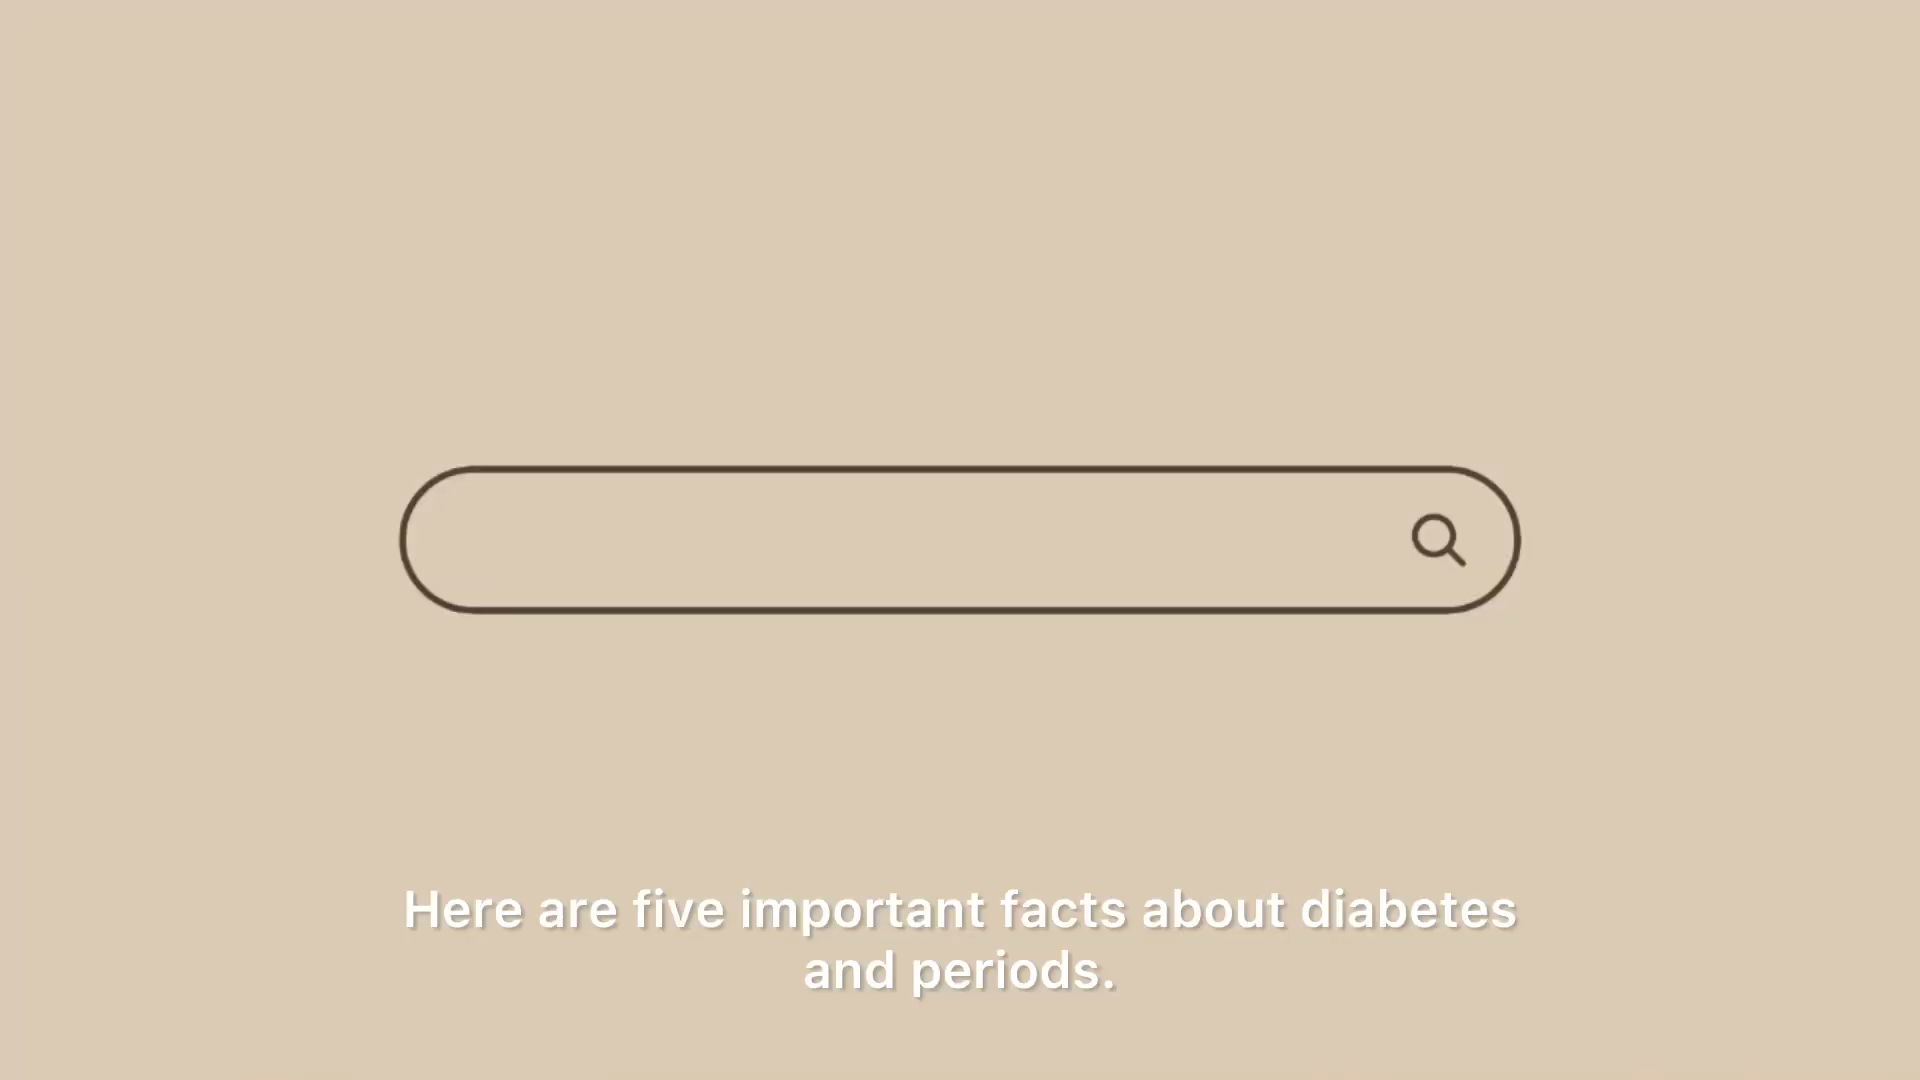 Here are five important facts about diabetes
and periods.